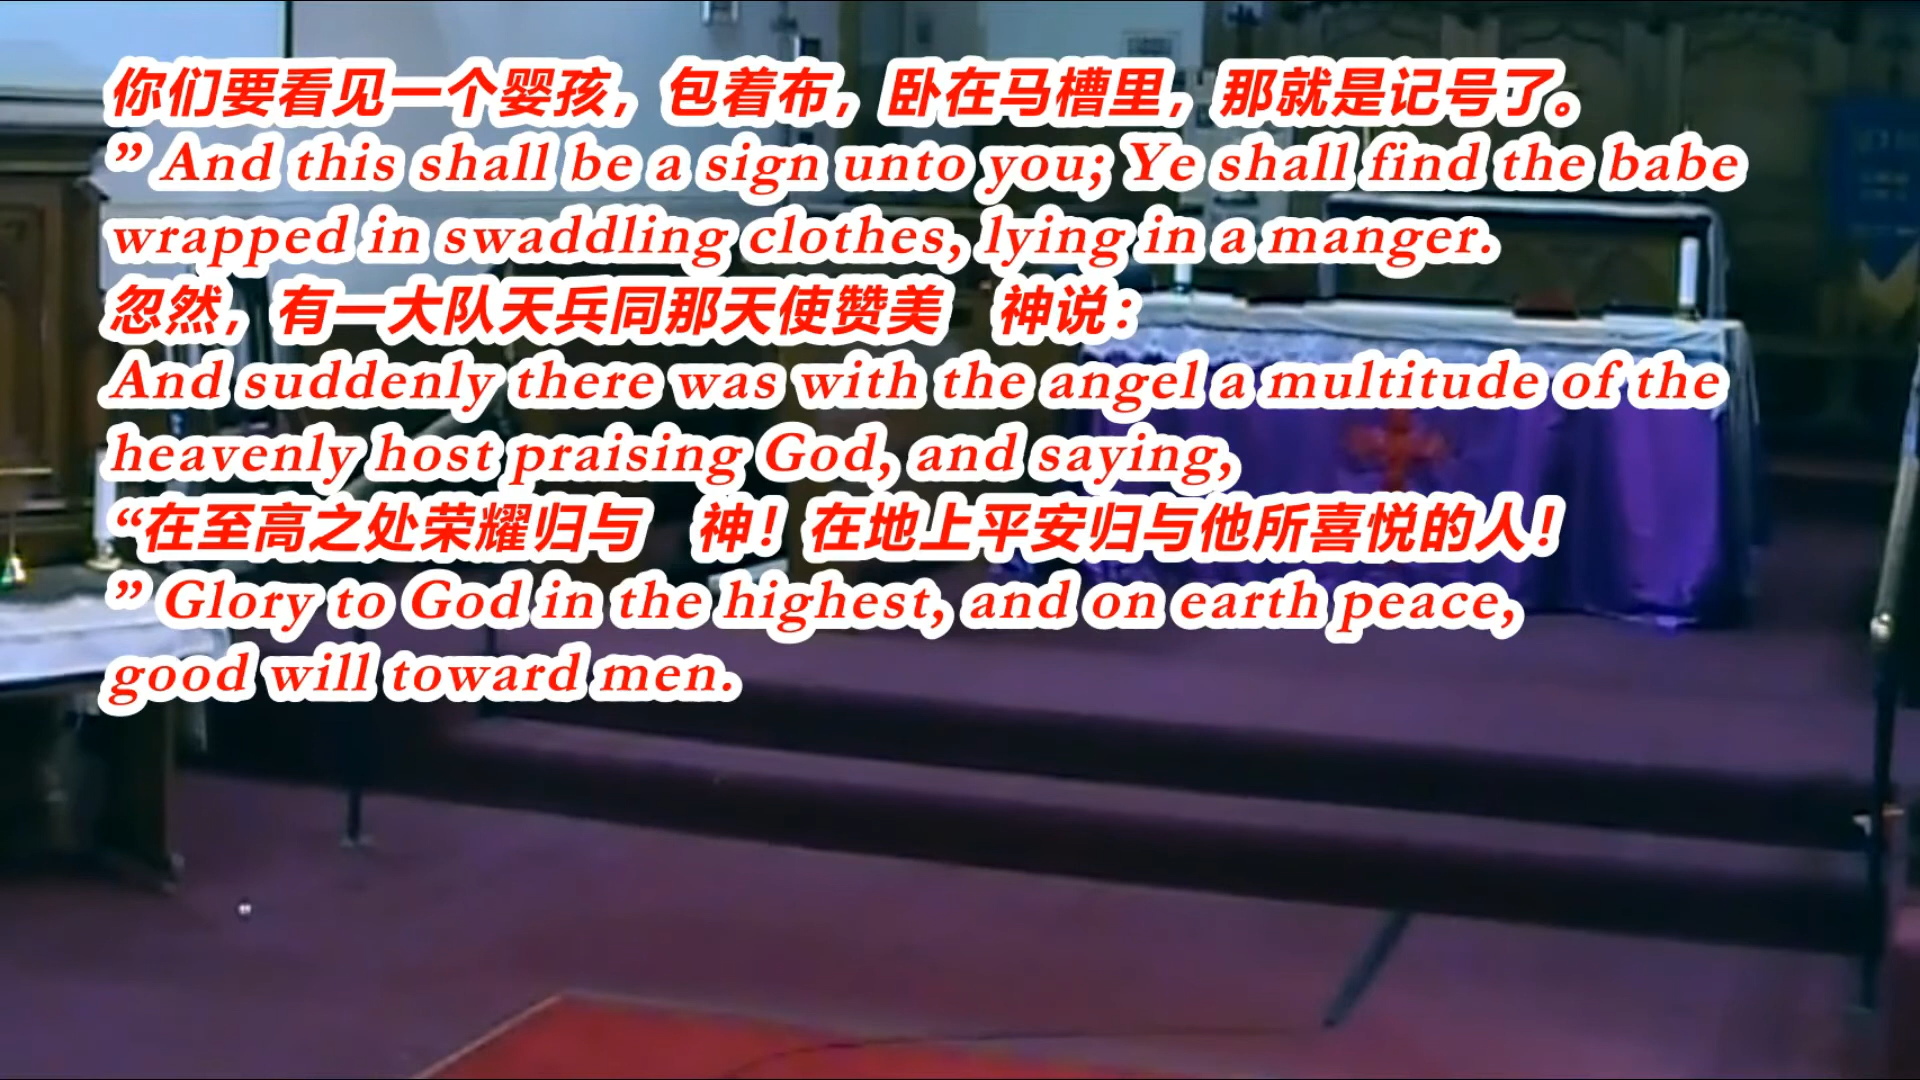 你们要看见一个婴孩，包着布，卧在马槽里，那就是记号了。
” And this shall be a sign unto you; Ye shall find the babe
wrapped in swaddling clothes, lying in a manger.
忽然，有一大队天兵同那天使赞美　神说：
And suddenly there was with the angel a multitude of the
heavenly host praising God, and saying,
“在至高之处荣耀归与　神！在地上平安归与他所喜悦的人！
” Glory to God in the highest, and on earth peace,
good will toward men.